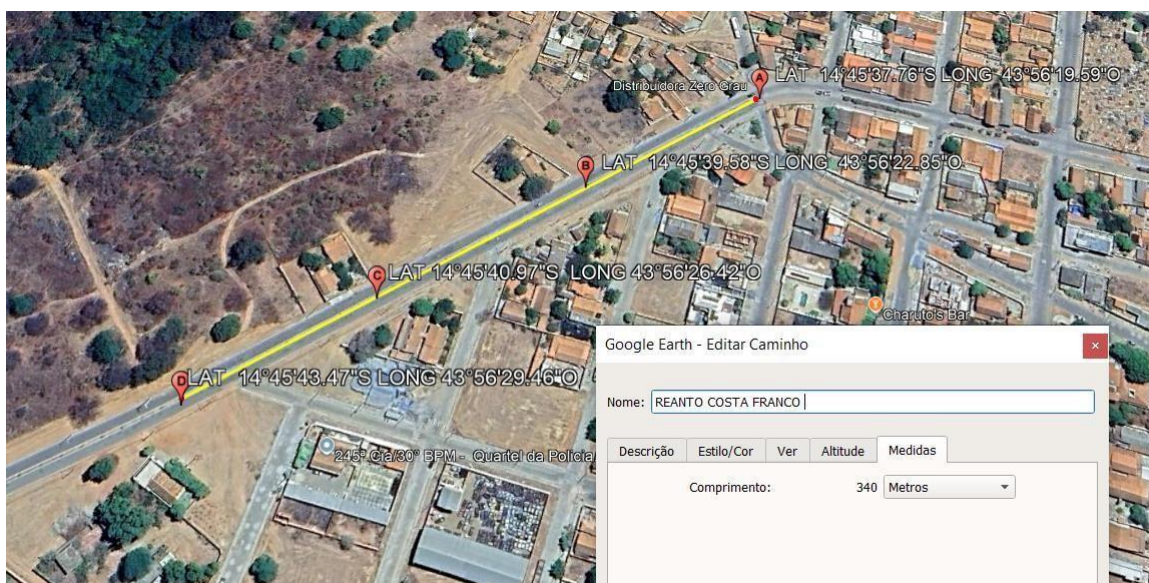 A LAT 14°45'37.76"S LONG 43°56'19.59"O
Distribuidora Zero Grau
B LAT 14°45'39.58"S LONG 43°56'22.85"O
C LAT 14°45'40.97"S LONG 43°56'26.42"O
Charuto's Bar
D LAT 14°45'43.47"S LONG 43°56'29.46"O
245ª Cia/30° BPM - Quartel da Polícia
Google Earth - Editar Caminho
Nome: REANTO COSTA FRANCO
Descrição Estilo/Cor Ver Altitude Medidas
Comprimento: 340 Metros